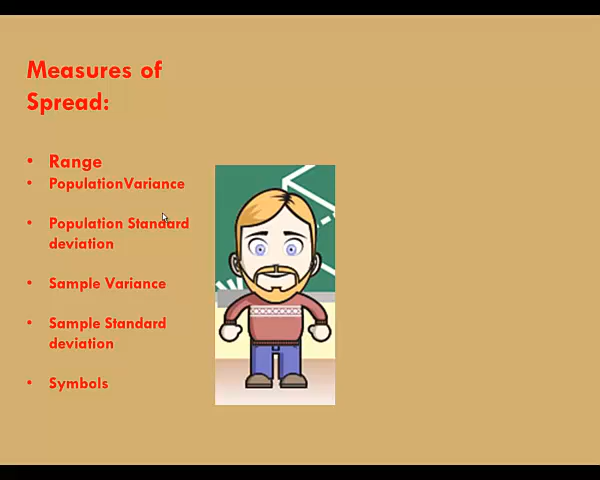 Measures of
Spread:
• Range
• PopulationVariance
• Population Standard
deviation
• Sample Variance
• Sample Standard
deviation
• Symbols